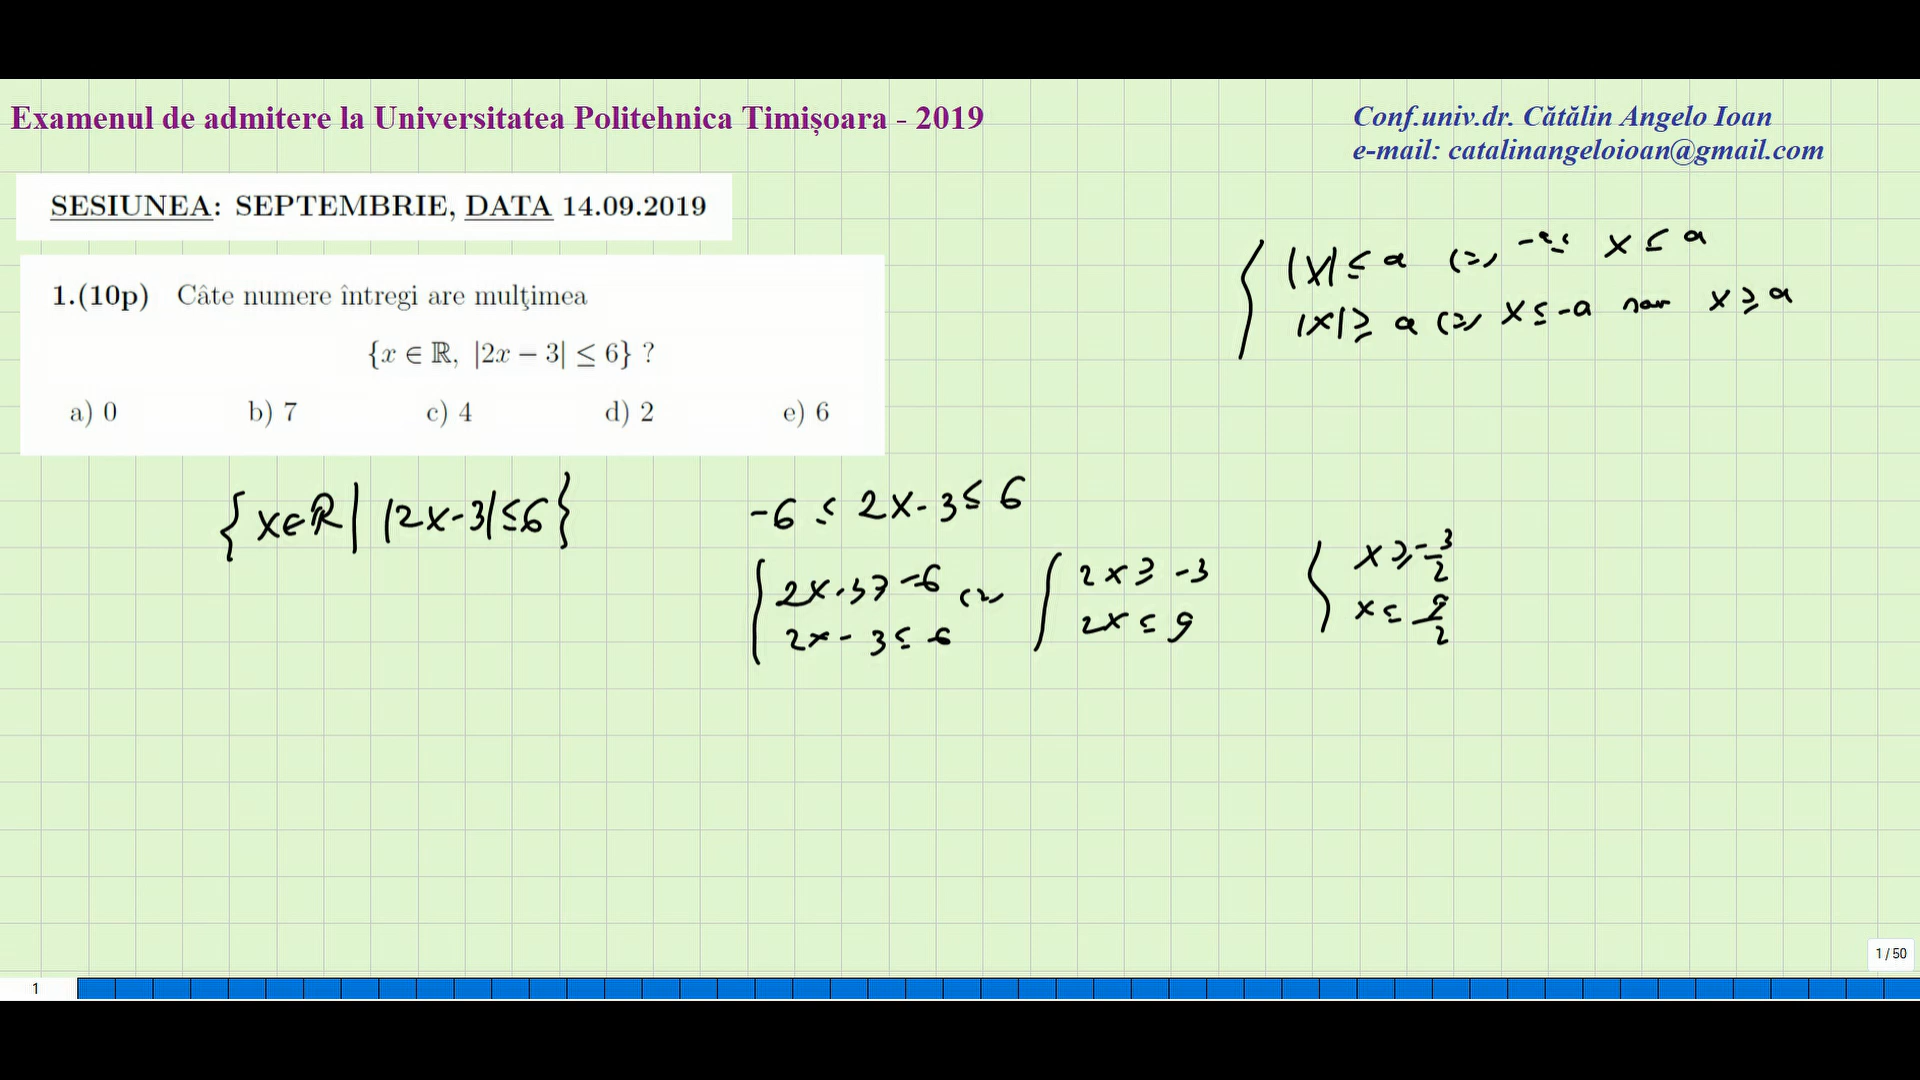 Examenul de admitere la Universitatea Politehnica Timișoara - 2019
Conf.univ.dr. Cătălin Angelo Ioan
e-mail: catalinangeloioan@gmail.com
SESIUNEA: SEPTEMBRIE, DATA 14.09.2019
1.(10p) Câte numere întregi are mulţimea
{x ∈ ℝ, |2x − 3| ≤ 6} ?
a) 0 b) 7 c) 4 d) 2 e) 6
|x| ≤ a (=) -a ≤ x ≤ a
|x| ≥ a (=) x ≤ -a sau x ≥ a
{x∈ℝ | |2x-3| ≤ 6}
-6 ≤ 2x-3 ≤ 6
2x-3 ≥ -6 (=) 2x ≥ -3 x ≥ -3/2
2x-3 ≤ 6 2x ≤ 9 x ≤ 9/2
1 / 50
1